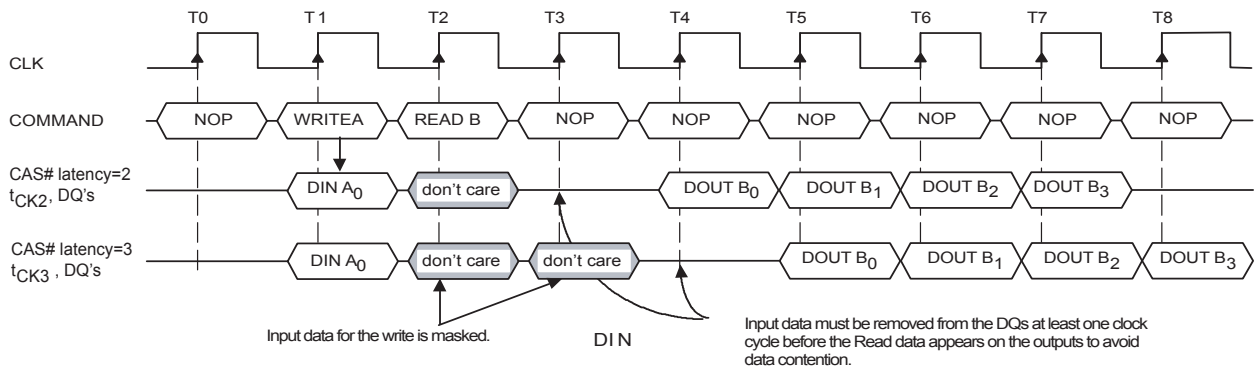 T0 T1 T2 T3 T4 T5 T6 T7 T8
CLK
COMMAND NOP WRITEA READ B NOP NOP NOP NOP NOP NOP
CAS# latency=2
tCK2, DQ's DIN A0 don't care DOUT B0 DOUT B1 DOUT B2 DOUT B3
CAS# latency=3
tCK3 , DQ's DIN A0 don't care don't care DOUT B0 DOUT B1 DOUT B2 DOUT B3
Input data for the write is masked.
DIN
Input data must be removed from the DQs at least one clock
cycle before the Read data appears on the outputs to avoid
data contention.